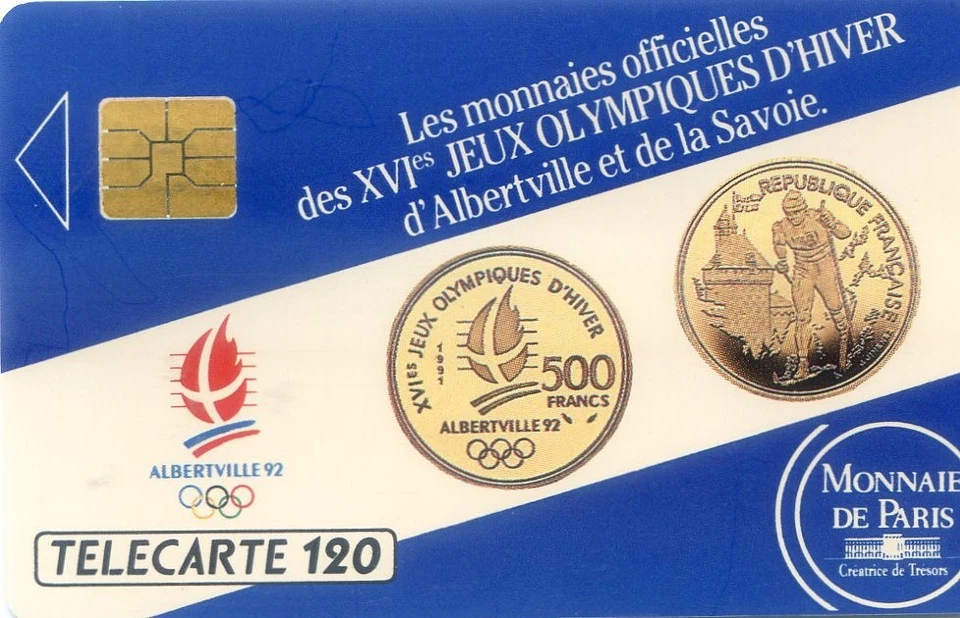 Les monnaies officielles
des XVIes JEUX OLYMPIQUES D'HIVER
d'Albertville et de la Savoie.
REPUBLIQUE FRANÇAISE
XVIES JEUX OLYMPIQUES D'HIVER
1991
500
FRANCS
ALBERTVILLE 92
ALBERTVILLE 92
TELECARTE 120
MONNAIE
DE PARIS
Créatrice de Trésors